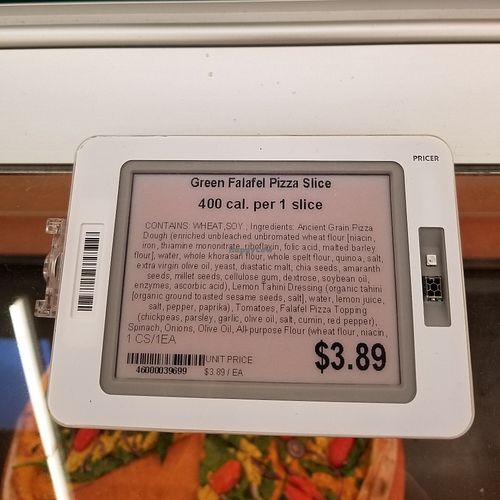 PRICER
Green Falafel Pizza Slice
400 cal. per 1 slice
CONTAINS: WHEAT,SOY , Ingredients: Ancient Grain Pizza
Dough (enriched unbleached unbromated wheat flour [niacin,
iron, thiamine mononitrate, riboflavin, folic acid, malted barley
flour], water, whole khorasan flour, whole spelt flour, quinoa, salt,
extra virgin olive oil, yeast, diastatic malt, chia seeds, amaranth
seeds, millet seeds, cellulose gum, dextrose, soybean oil,
enzymes, ascorbic acid), Lemon Tahini Dressing (organic tahini
[organic ground toasted sesame seeds, salt], water, lemon juice,
salt, pepper, paprika), Tomatoes, Falafel Pizza Topping
(chickpeas, parsley, garlic, olive oil, salt, cumin, red pepper),
Spinach, Onions, Olive Oil, All-purpose Flour (wheat flour, niacin,
1 CS/1EA
UNIT PRICE
$3.89 / EA
46000039699
$3.89